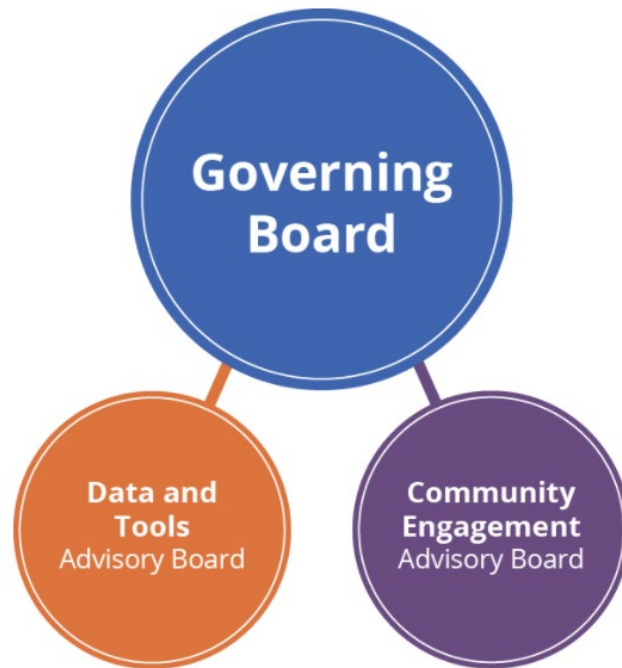 Governing
Board
Data and
Tools
Advisory Board
Community
Engagement
Advisory Board